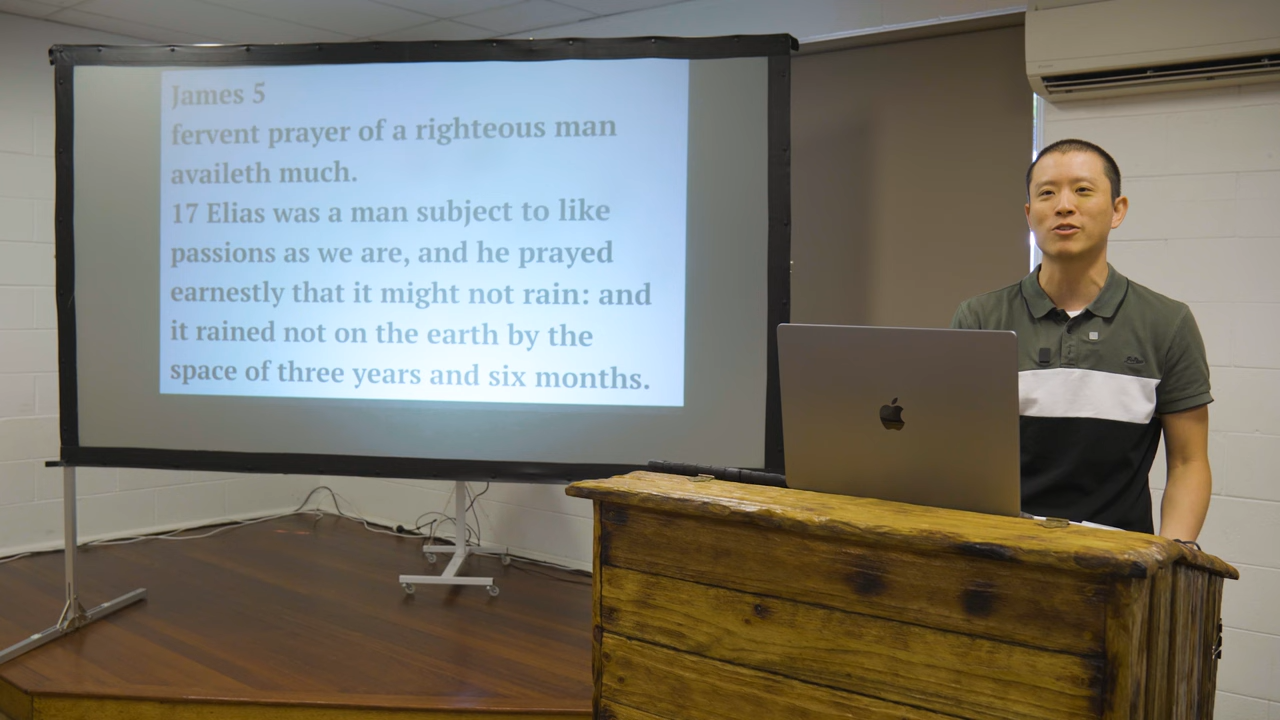 James 5
fervent prayer of a righteous man
availeth much.
17 Elias was a man subject to like
passions as we are, and he prayed
earnestly that it might not rain: and
it rained not on the earth by the
space of three years and six months.